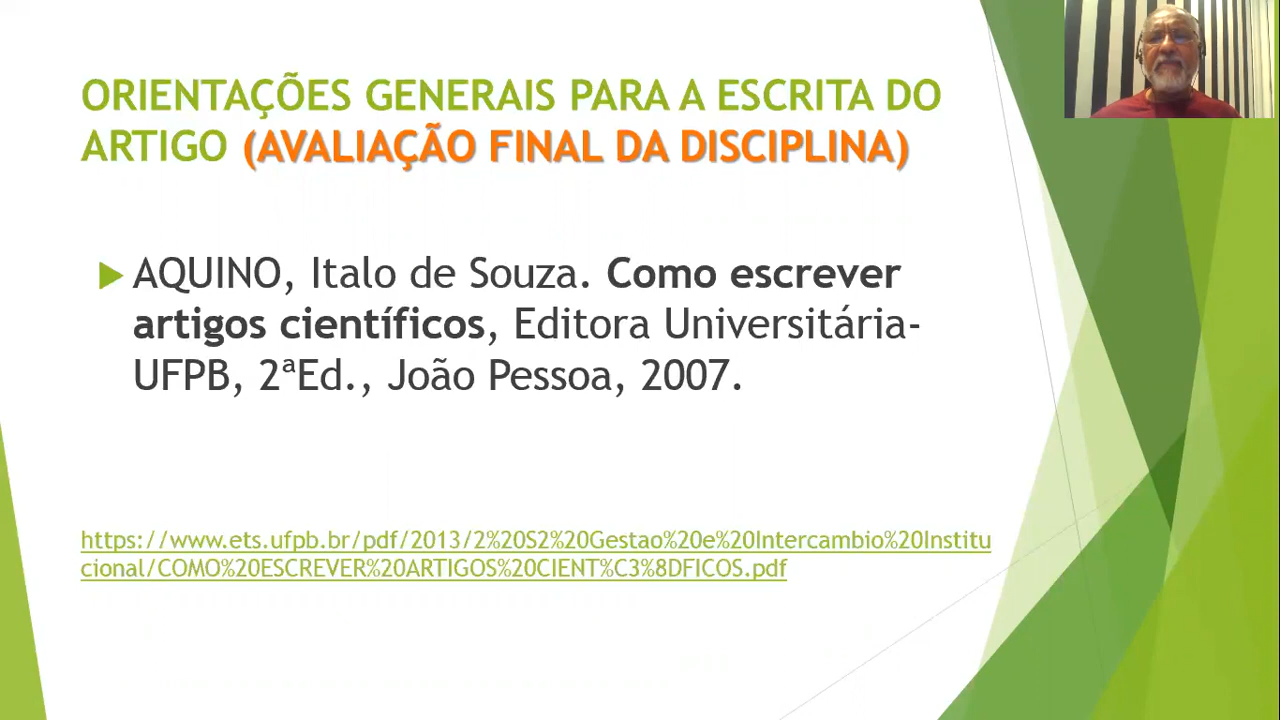 ORIENTAÇÕES GENERAIS PARA A ESCRITA DO
ARTIGO (AVALIAÇÃO FINAL DA DISCIPLINA)
AQUINO, Italo de Souza. Como escrever
artigos científicos, Editora Universitária-
UFPB, 2ªEd., João Pessoa, 2007.
https://www.ets.ufpb.br/pdf/2013/2%20S2%20Gestao%20e%20Intercambio%20Institu
cional/COMO%20ESCREVER%20ARTIGOS%20CIENT%C3%8DFICOS.pdf